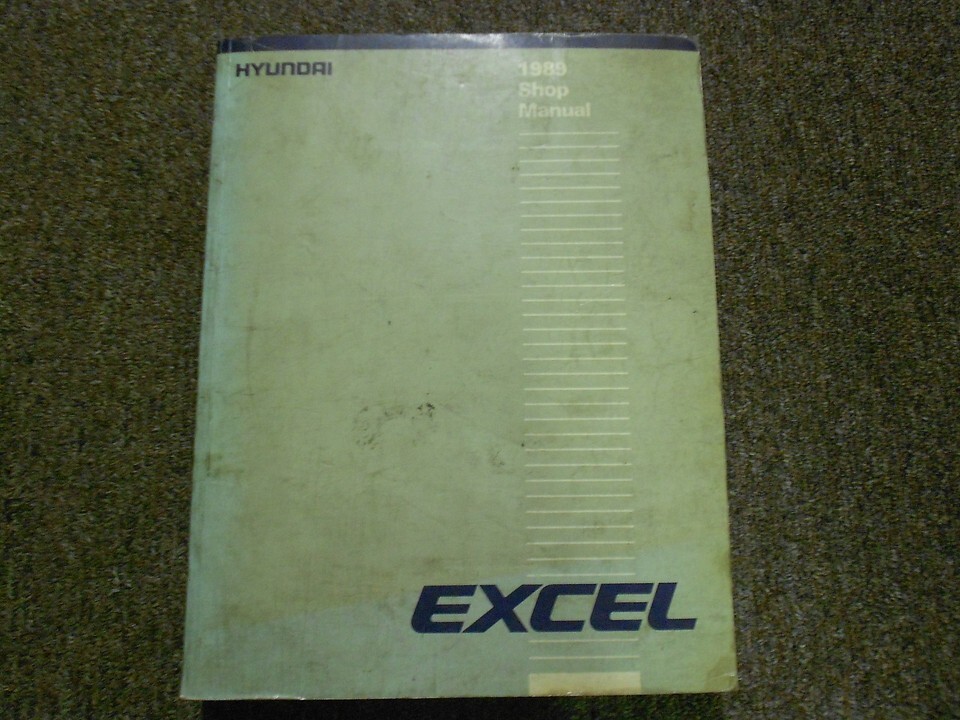 HYUNDAI
1989
Shop
Manual
EXCEL